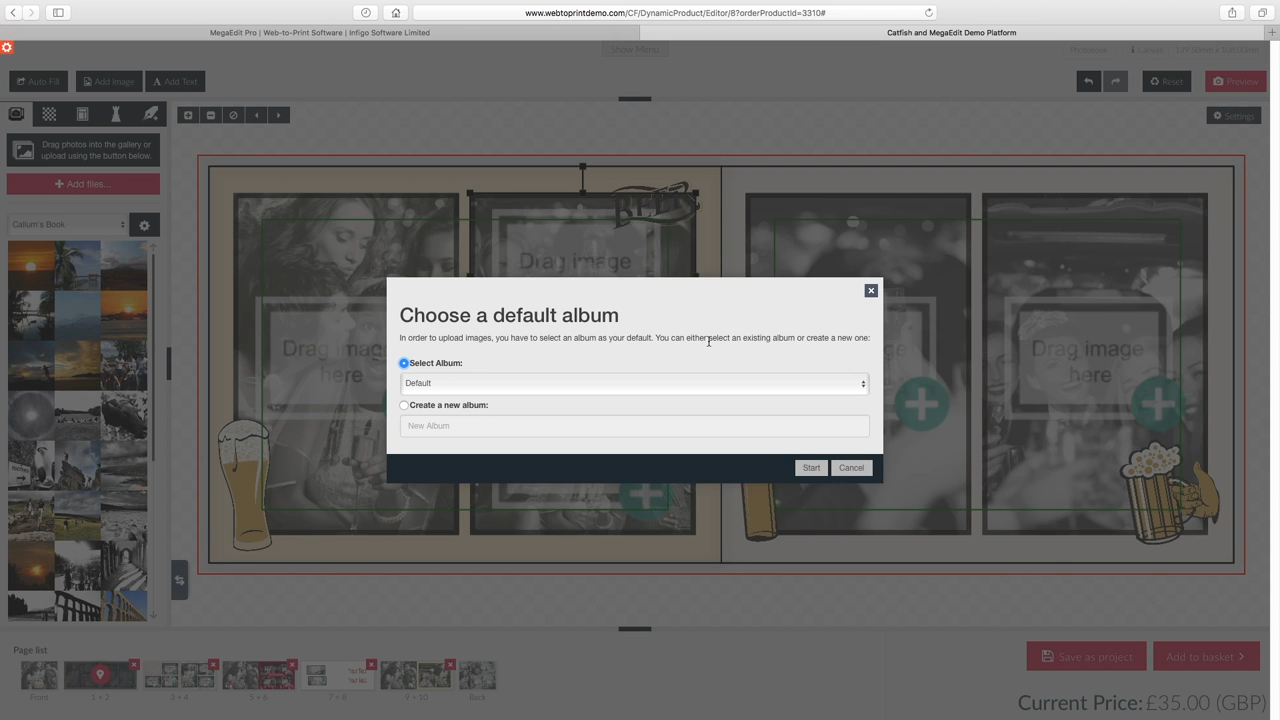 www.webtoprintdemo.com/CF/DynamicProduct/Editor/8?orderProductId=3310#
MegaEdit Pro | Web-to-Print Software | Infigo Software Limited
Catfish and MegaEdit Demo Platform
Show Menu
Photobook
Auto Fill
Add Image
Add Text
Reset
Preview
Settings
Drag photos into the gallery or
upload using the button below.
Add files...
Callum's Book
BEER
Drag image
Drag image
here
Drag image
here
Choose a default album
In order to upload images, you have to select an album as your default. You can either select an existing album or create a new one:
Select Album:
Default
Create a new album:
New Album
Start
Cancel
Page list
Front
1 + 2
3 + 4
5 + 6
7 + 8
9 + 10
Back
Save as project
Add to basket
Current Price: £35.00 (GBP)